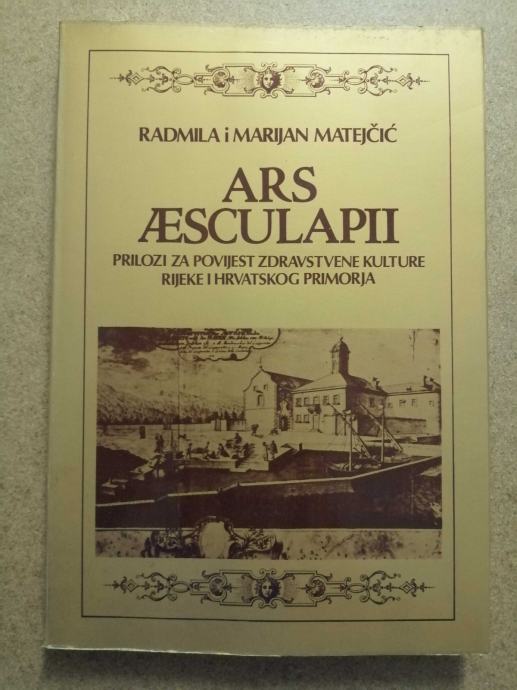 RADMILA i MARIJAN MATEJČIĆ
ARS
ÆSCULAPII
PRILOZI ZA POVIJEST ZDRAVSTVENE KULTURE
RIJEKE I HRVATSKOG PRIMORJA